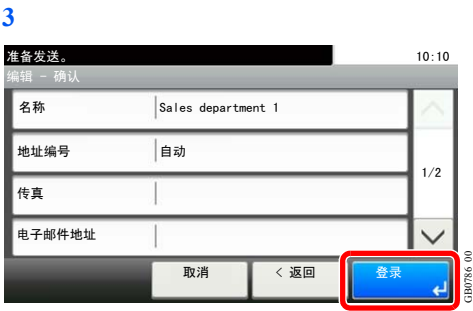 3
准备发送。 10:10
编辑 - 确认
名称 Sales department 1
地址编号 自动
1/2
传真
电子邮件地址
取消 < 返回 登录
GB0786 00